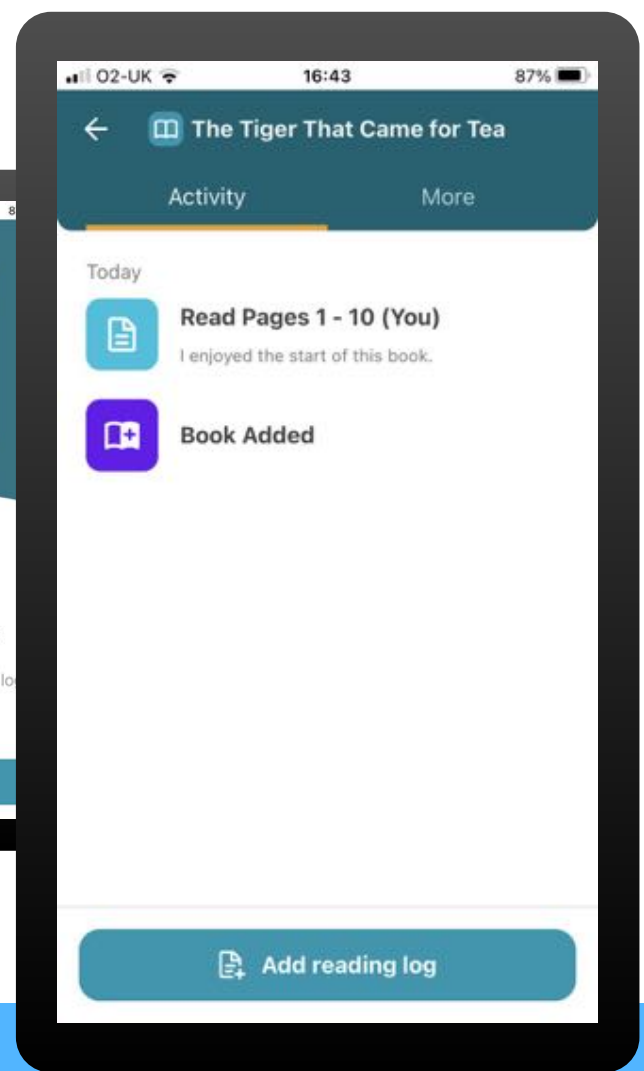 O2-UK 16:43 87%
The Tiger That Came for Tea
Activity More
Today
Read Pages 1 - 10 (You)
I enjoyed the start of this book.
Book Added
Add reading log